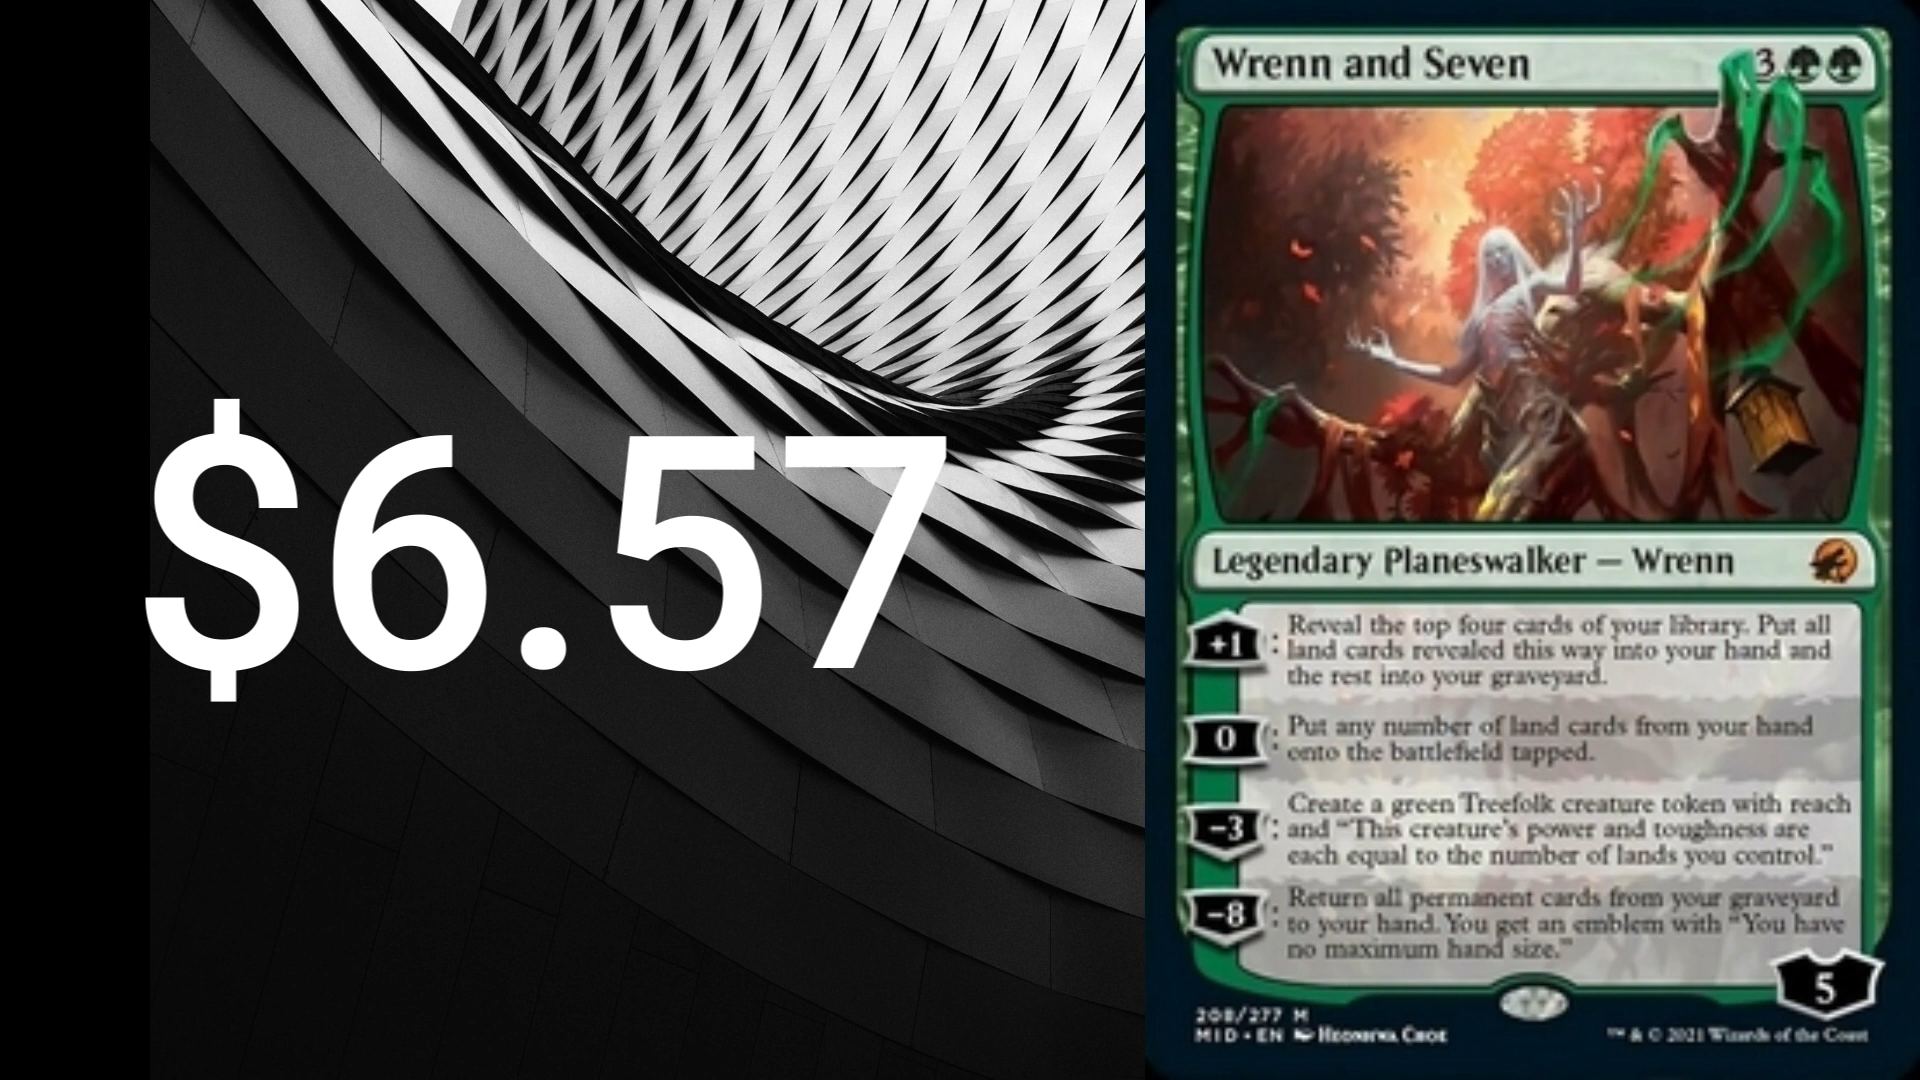 $6.57
Wrenn and Seven
3
Legendary Planeswalker — Wrenn
+1: Reveal the top four cards of your library. Put all
land cards revealed this way into your hand and
the rest into your graveyard.
0: Put any number of land cards from your hand
onto the battlefield tapped.
−3: Create a green Treefolk creature token with reach
and “This creature’s power and toughness are
each equal to the number of lands you control.”
−8: Return all permanent cards from your graveyard
to your hand. You get an emblem with “You have
no maximum hand size.”
5
208/277 M
MID • EN Heonhwa Choe
™ & © 2021 Wizards of the Coast